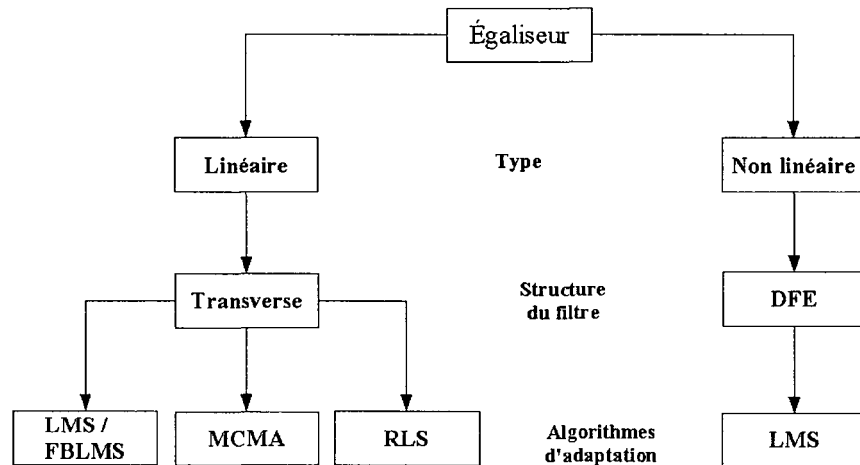 Égaliseur
Linéaire
Type
Non linéaire
Transverse
Structure
du filtre
DFE
LMS /
FBLMS
MCMA
RLS
Algorithmes
d'adaptation
LMS